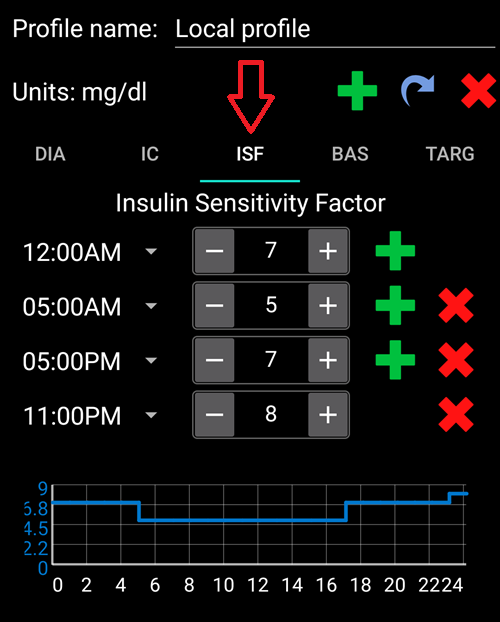 Profile name: Local profile
Units: mg/dl
DIA IC ISF BAS TARG
Insulin Sensitivity Factor
12:00AM − 7 +
05:00AM − 5 +
05:00PM − 7 +
11:00PM − 8 +
9
6.8
4.5
2.2
0
0 2 4 6 8 10 12 14 16 18 20 22 24